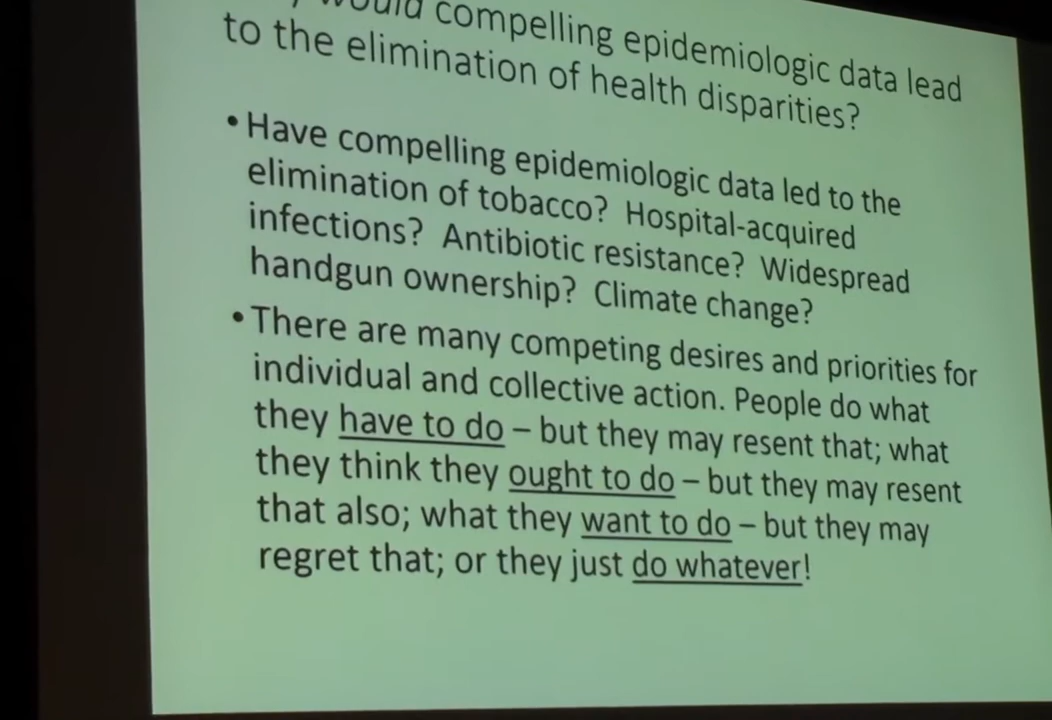 would compelling epidemiologic data lead
to the elimination of health disparities?
• Have compelling epidemiologic data led to the
elimination of tobacco? Hospital-acquired
infections? Antibiotic resistance? Widespread
handgun ownership? Climate change?
• There are many competing desires and priorities for
individual and collective action. People do what
they have to do – but they may resent that; what
they think they ought to do – but they may resent
that also; what they want to do – but they may
regret that; or they just do whatever!